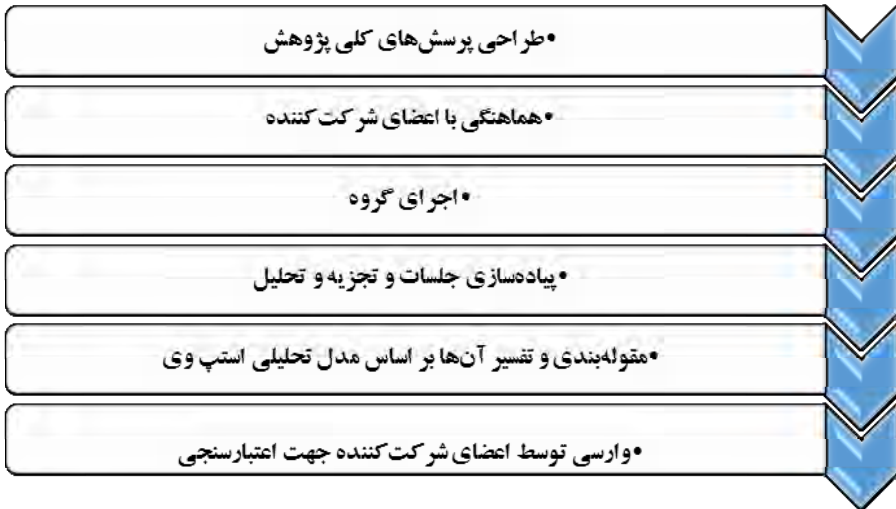 •طراحی پرسش‌های کلی پژوهش
•هماهنگی با اعضای شرکت‌کننده
•اجرای گروه
•پیاده‌سازی جلسات و تجزیه و تحلیل
•مقوله‌بندی و تفسیر آن‌ها بر اساس مدل تحلیلی استپ وی
•وارسی توسط اعضای شرکت‌کننده جهت اعتبارسنجی